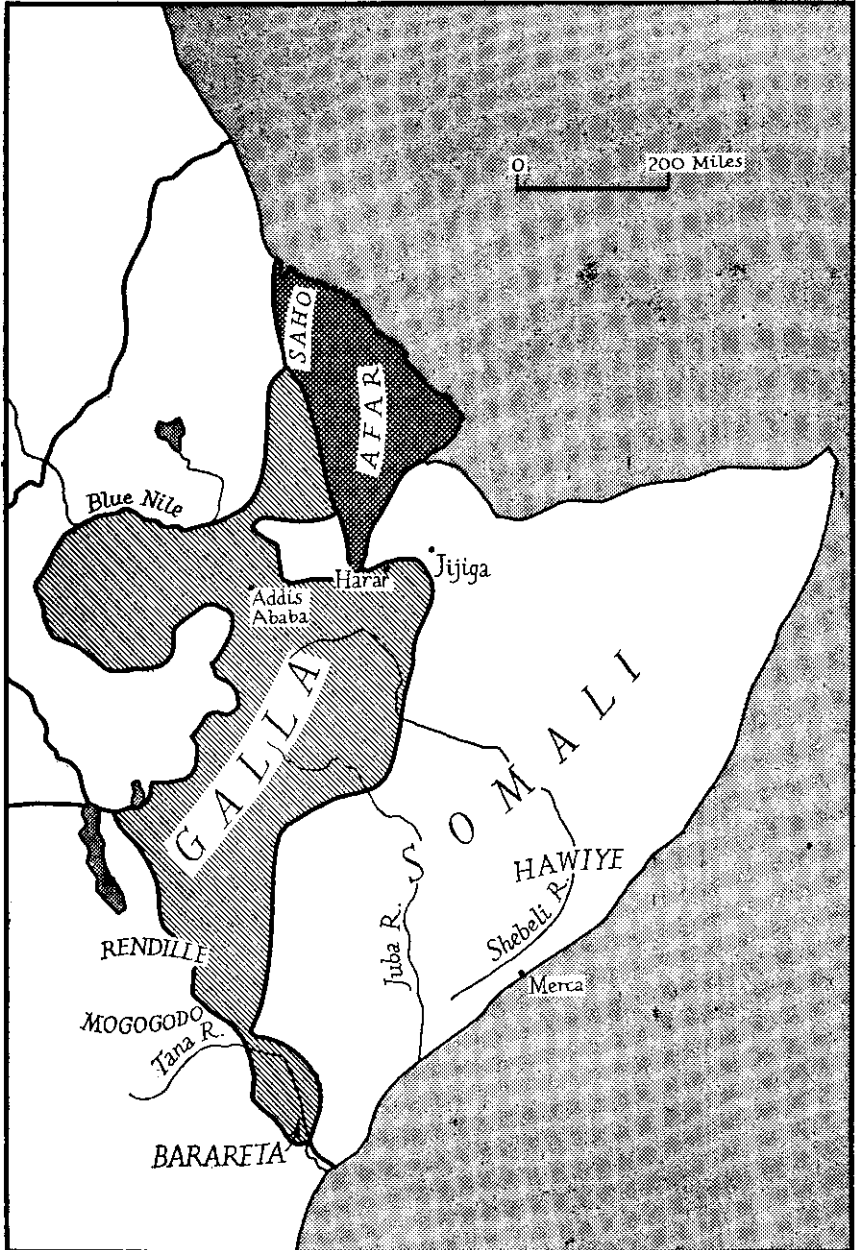 0 200 Miles
SAHO
AFAR
Blue Nile
Jijiga
Harar
Addis
Ababa
GALLA
SOMALI
HAWIYE
Shebeli R.
Juba R.
RENDILLE
Merca
MOGOGODO
Tana R.
BARARETA